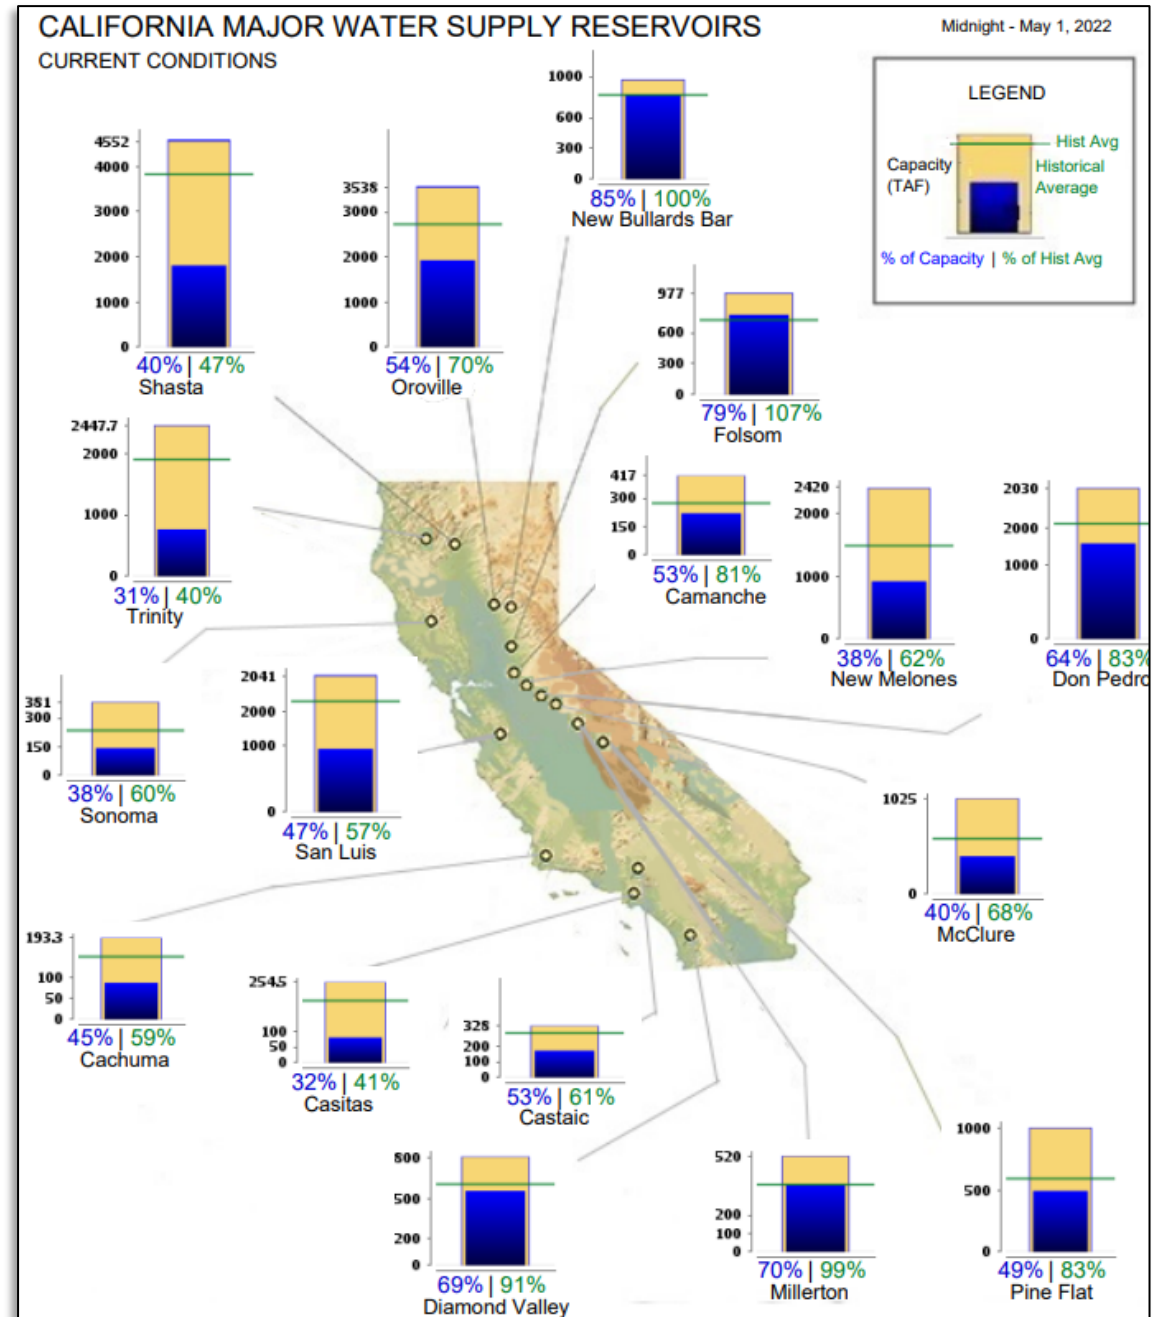 CALIFORNIA MAJOR WATER SUPPLY RESERVOIRS
Midnight - May 1, 2022
CURRENT CONDITIONS
LEGEND
Hist Avg
Capacity
(TAF)
Historical
Average
% of Capacity | % of Hist Avg
1000
600
300
0
85% | 100%
New Bullards Bar
4552
4000
3000
2000
1000
0
40% | 47%
Shasta
3538
3000
2000
1000
0
54% | 70%
Oroville
977
600
300
0
79% | 107%
Folsom
2447.7
2000
1000
0
31% | 40%
Trinity
417
300
150
0
53% | 81%
Camanche
2420
2000
1000
0
38% | 62%
New Melones
2030
2000
1000
0
64% | 83%
Don Pedro
381
300
150
0
38% | 60%
Sonoma
2041
2000
1000
0
47% | 57%
San Luis
1025
0
40% | 68%
McClure
193.3
100
50
0
45% | 59%
Cachuma
254.5
100
50
0
32% | 41%
Casitas
328
200
100
0
53% | 61%
Castaic
800
500
200
0
69% | 91%
Diamond Valley
520
200
100
0
70% | 99%
Millerton
1000
500
0
49% | 83%
Pine Flat